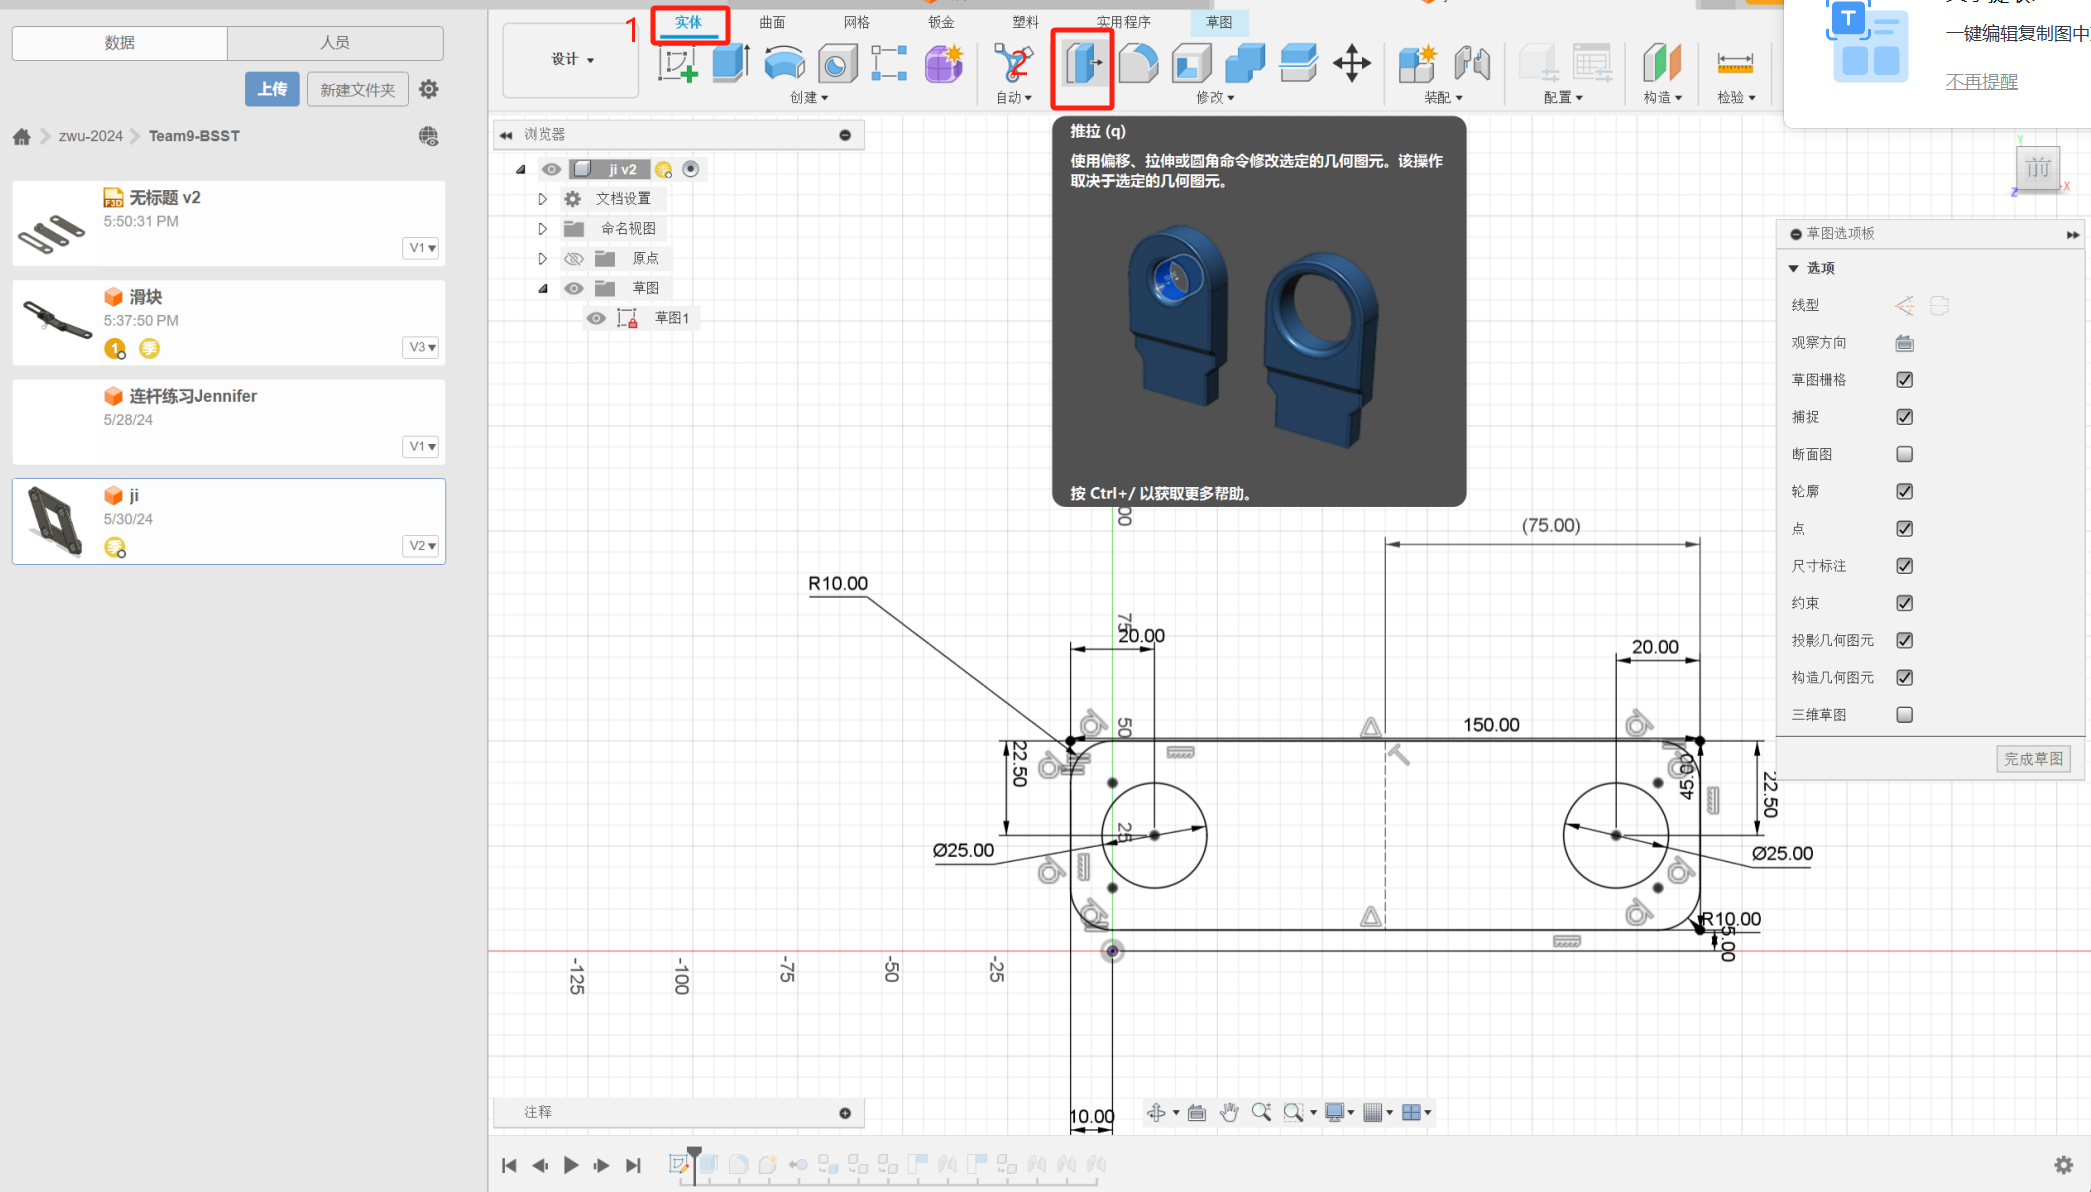 数据
人员
上传
新建文件夹
zwu-2024
Team9-BSST
无标题 v2
5:50:31 PM
V1
滑块
5:37:50 PM
1
季
V3
连杆练习Jennifer
5/28/24
V1
ji
5/30/24
季
V2
1
实体
曲面
网格
钣金
塑料
实用程序
草图
设计
2
创建
自动
修改
装配
配置
构造
检验
T
一键编辑复制图中
不再提醒
浏览器
ji v2
季
文档设置
命名视图
原点
草图
草图1
推拉 (q)
使用偏移、拉伸或圆角命令修改选定的几何图元。该操作
取决于选定的几何图元。
按 Ctrl+/ 以获取更多帮助。
Y
前
X
Z
草图选项板
选项
线型
观察方向
草图栅格
捕捉
断面图
轮廓
点
尺寸标注
约束
投影几何图元
构造几何图元
三维草图
完成草图
00
(75.00)
R10.00
75
20.00
20.00
50
150.00
22.50
45.00
22.50
25
Ø25.00
Ø25.00
R10.00
5.00
-125
-100
-75
-50
-25
10.00
注释